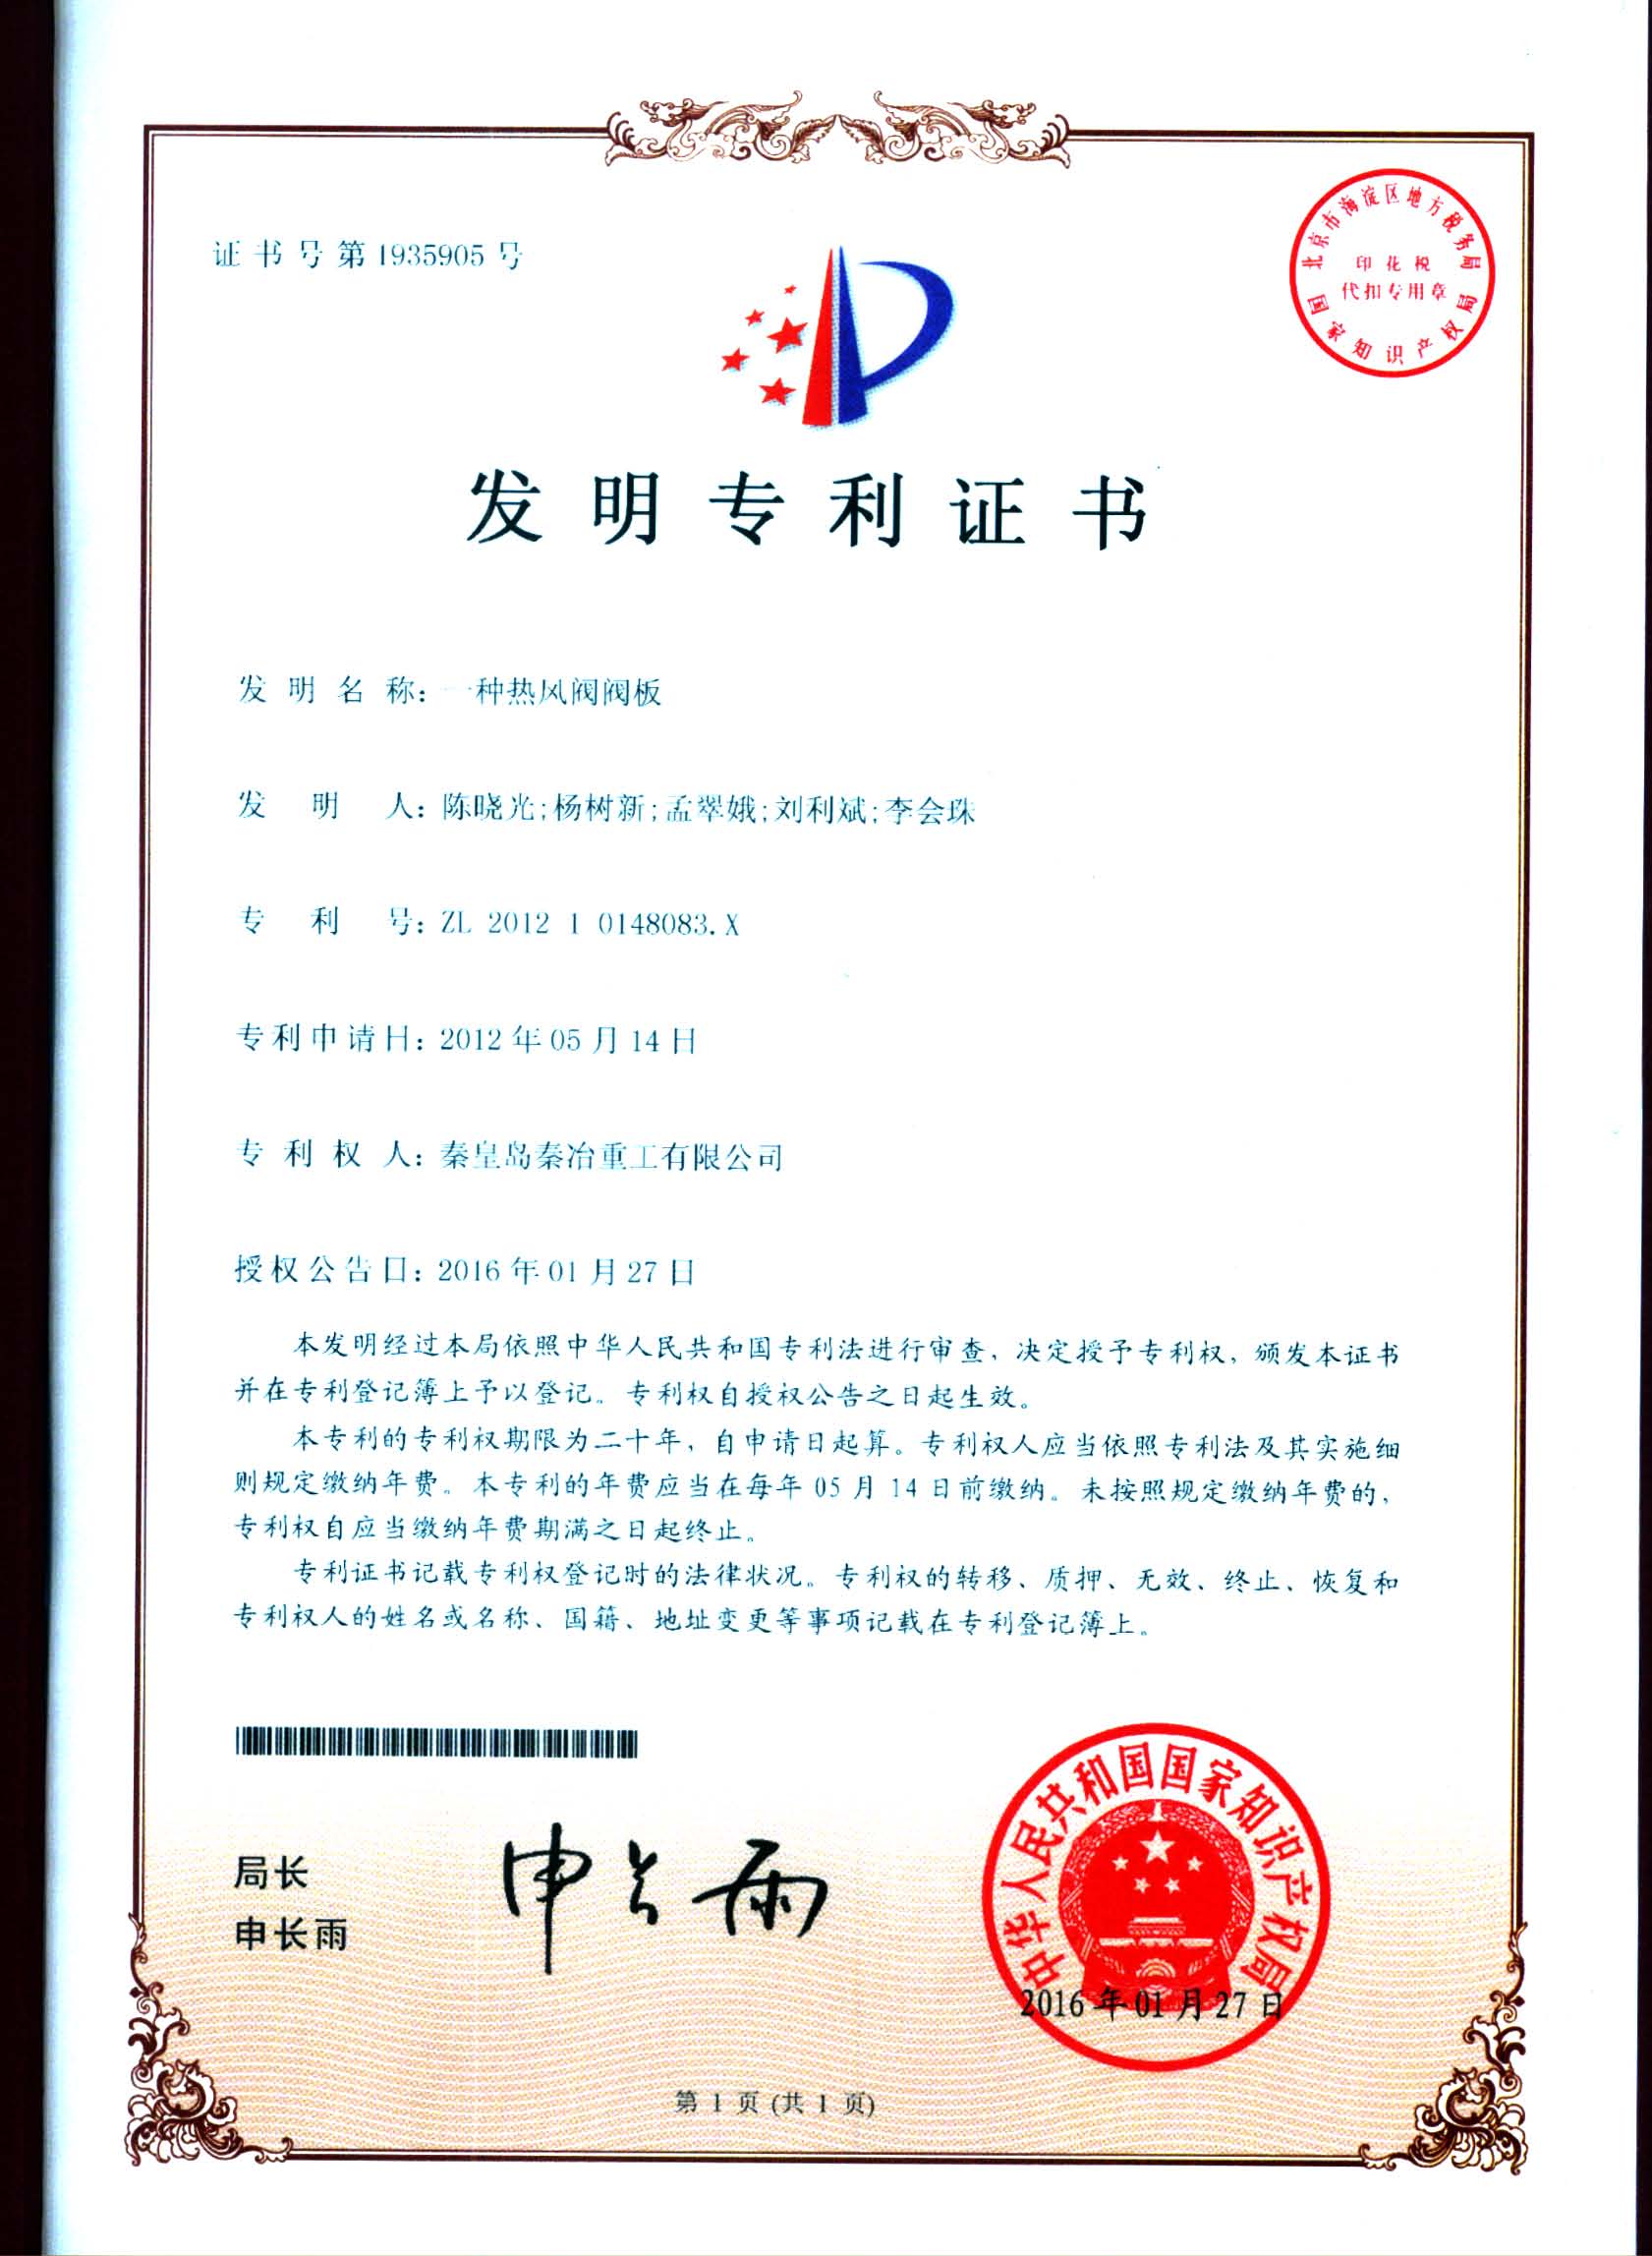 证书号第1935905号
北京市海淀区地方税务局
印花税
代扣专用章
国家知识产权局
发明专利证书
发明名称：一种热风阀阀板
发明人：陈晓光;杨树新;孟翠娥;刘利斌;李会珠
专利号：ZL 2012 1 0148083.X
专利申请日：2012年05月14日
专利权人：秦皇岛秦冶重工有限公司
授权公告日：2016年01月27日
本发明经过本局依照中华人民共和国专利法进行审查，决定授予专利权，颁发本证书
并在专利登记簿上予以登记。专利权自授权公告之日起生效。
本专利的专利权期限为二十年，自申请日起算。专利权人应当依照专利法及其实施细
则规定缴纳年费。本专利的年费应当在每年05月14日前缴纳。未按照规定缴纳年费的，
专利权自应当缴纳年费期满之日起终止。
专利证书记载专利权登记时的法律状况。专利权的转移、质押、无效、终止、恢复和
专利权人的姓名或名称、国籍、地址变更等事项记载在专利登记簿上。
局长
申长雨
申长雨
中华人民共和国国家知识产权局
2016年01月27日
第1页(共1页)